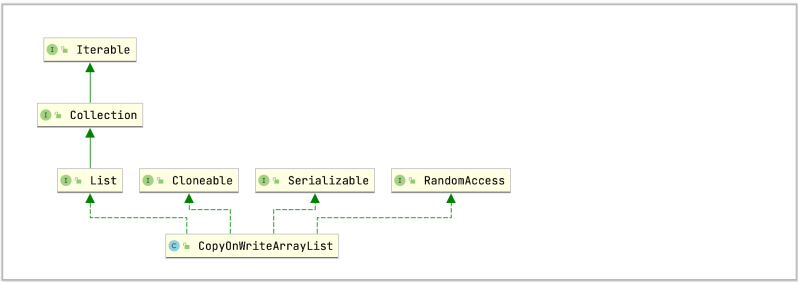 I Iterable
I Collection
I List
I Cloneable
I Serializable
I RandomAccess
C CopyOnWriteArrayList